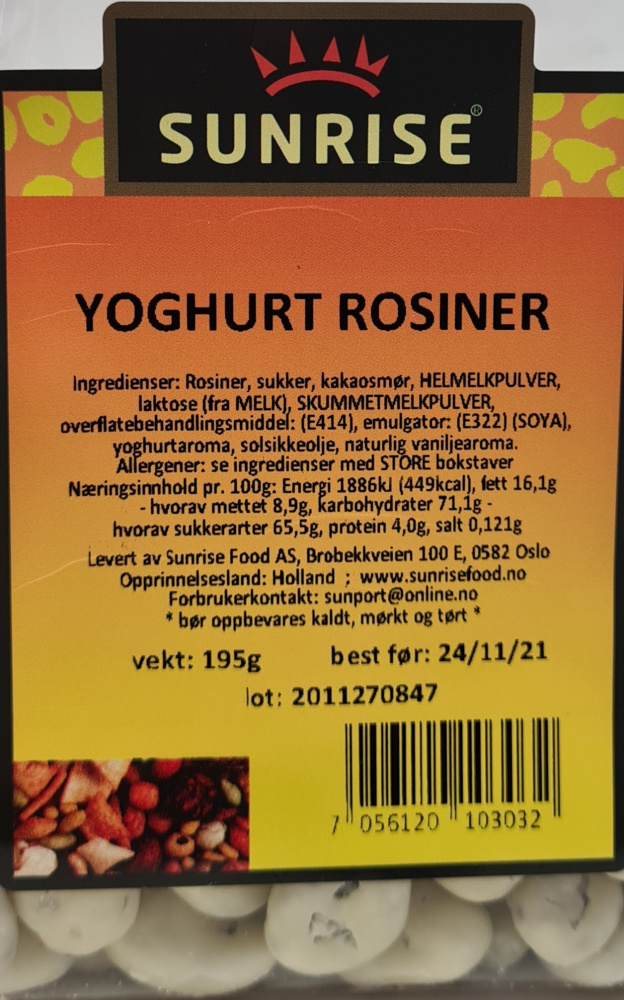 SUNRISE®
YOGHURT ROSINER
Ingredienser: Rosiner, sukker, kakaosmør, HELMELKPULVER,
laktose (fra MELK), SKUMMETMELKPULVER,
overflatebehandlingsmiddel: (E414), emulgator: (E322) (SOYA),
yoghurtaroma, solsikkeolje, naturlig vaniljearoma.
Allergener: se ingredienser med STORE bokstaver
Næringsinnhold pr. 100g: Energi 1886kJ (449kcal), fett 16,1g
- hvorav mettet 8,9g, karbohydrater 71,1g -
hvorav sukkerarter 65,5g, protein 4,0g, salt 0,121g
Levert av Sunrise Food AS, Brobekkveien 100 E, 0582 Oslo
Opprinnelsesland: Holland ; www.sunrisefood.no
Forbrukerkontakt: sunport@online.no
* bør oppbevares kaldt, mørkt og tørt *
vekt: 195g best før: 24/11/21
lot: 2011270847
7 056120 103032